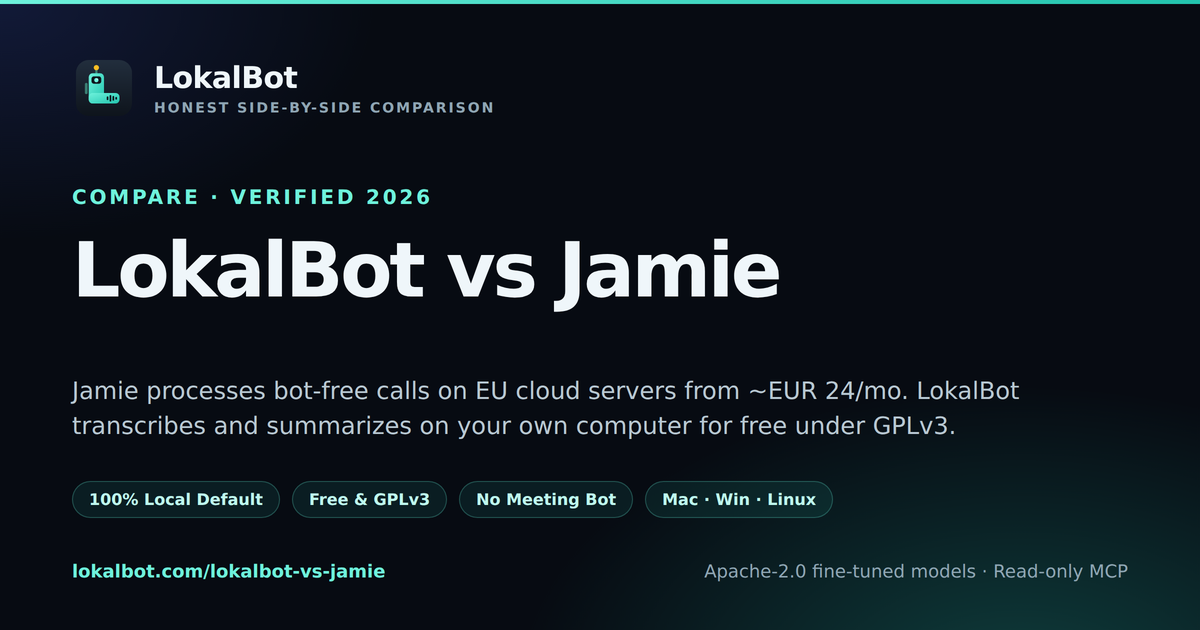 LokalBot
HONEST SIDE-BY-SIDE COMPARISON
COMPARE · VERIFIED 2026
LokalBot vs Jamie
Jamie processes bot-free calls on EU cloud servers from ~EUR 24/mo. LokalBot
transcribes and summarizes on your own computer for free under GPLv3.
100% Local Default
Free & GPLv3
No Meeting Bot
Mac · Win · Linux
lokalbot.com/lokalbot-vs-jamie
Apache-2.0 fine-tuned models · Read-only MCP